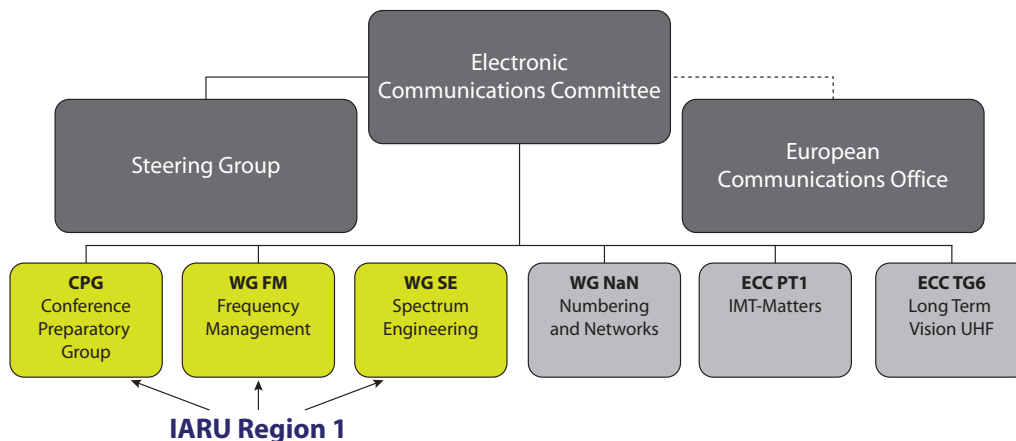 Electronic
Communications Committee
Steering Group
European
Communications Office
CPG
Conference
Preparatory
Group
WG FM
Frequency
Management
WG SE
Spectrum
Engineering
WG NaN
Numbering
and Networks
ECC PT1
IMT-Matters
ECC TG6
Long Term
Vision UHF
IARU Region 1